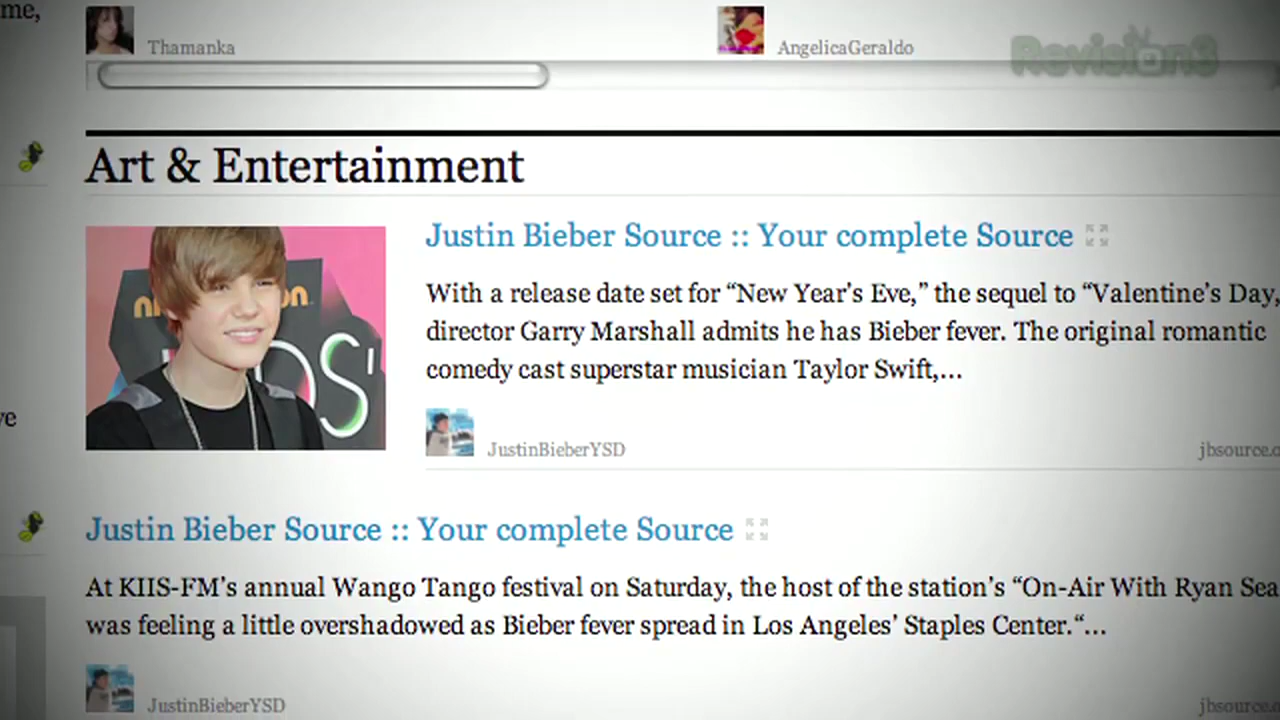 me,
Thamanka
AngelicaGeraldo
Revision3
Art & Entertainment
Justin Bieber Source :: Your complete Source
With a release date set for “New Year’s Eve,” the sequel to “Valentine’s Day,
director Garry Marshall admits he has Bieber fever. The original romantic
comedy cast superstar musician Taylor Swift,...
JustinBieberYSD
jbsource.o
ve
Justin Bieber Source :: Your complete Source
At KIIS-FM’s annual Wango Tango festival on Saturday, the host of the station’s “On-Air With Ryan Sea
was feeling a little overshadowed as Bieber fever spread in Los Angeles’ Staples Center.“...
JustinBieberYSD
jbsource.o